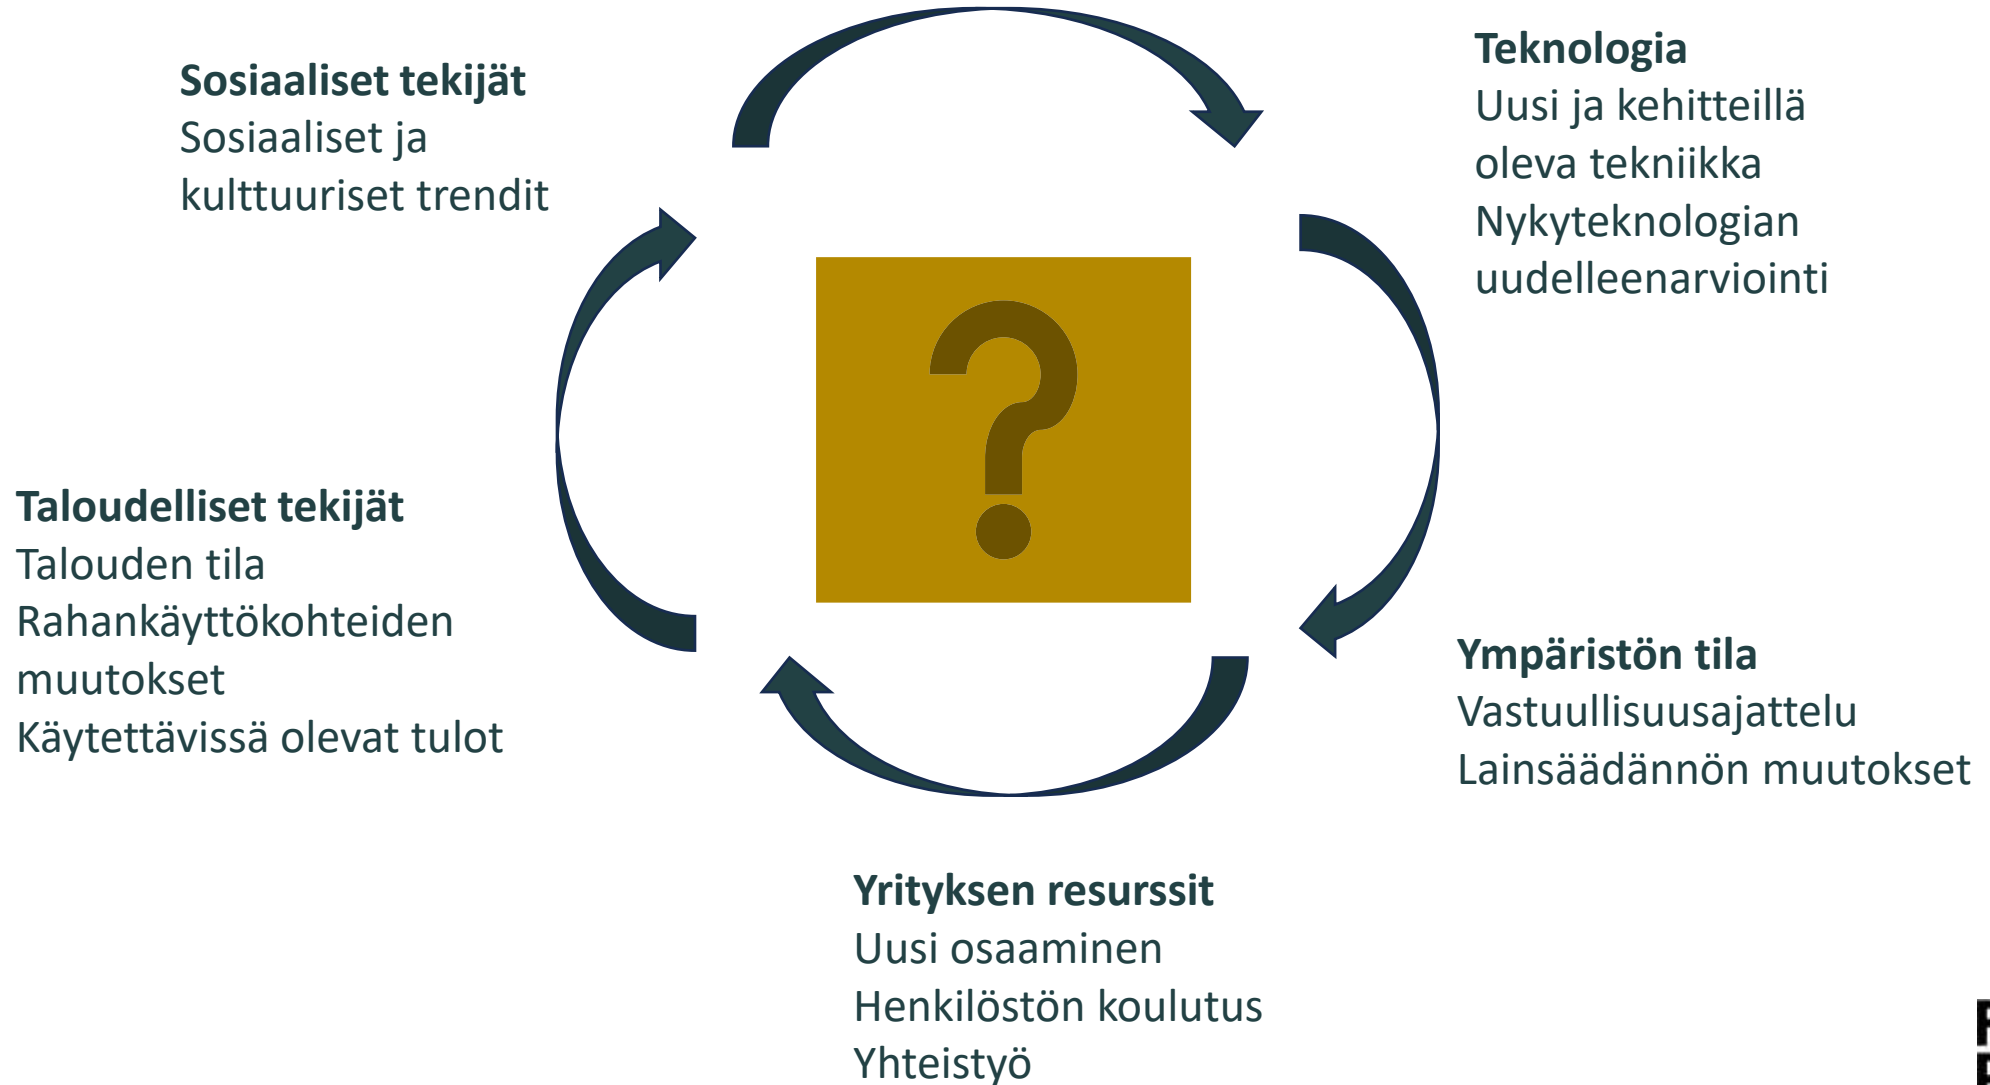 Sosiaaliset tekijät
Sosiaaliset ja
kulttuuriset trendit
Teknologia
Uusi ja kehitteillä
oleva tekniikka
Nykyteknologian
uudelleenarviointi
?
Taloudelliset tekijät
Talouden tila
Rahankäyttökohteiden
muutokset
Käytettävissä olevat tulot
Ympäristön tila
Vastuullisuusajattelu
Lainsäädännön muutokset
Yrityksen resurssit
Uusi osaaminen
Henkilöstön koulutus
Yhteistyö